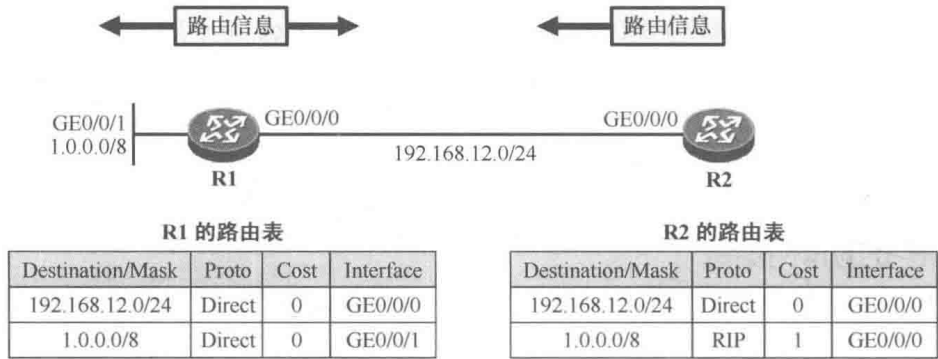 路由信息
路由信息
GE0/0/1
1.0.0.0/8
GE0/0/0
GE0/0/0
192.168.12.0/24
R1
R2
R1 的路由表
Destination/Mask Proto Cost Interface
192.168.12.0/24 Direct 0 GE0/0/0
1.0.0.0/8 Direct 0 GE0/0/1
R2 的路由表
Destination/Mask Proto Cost Interface
192.168.12.0/24 Direct 0 GE0/0/0
1.0.0.0/8 RIP 1 GE0/0/0